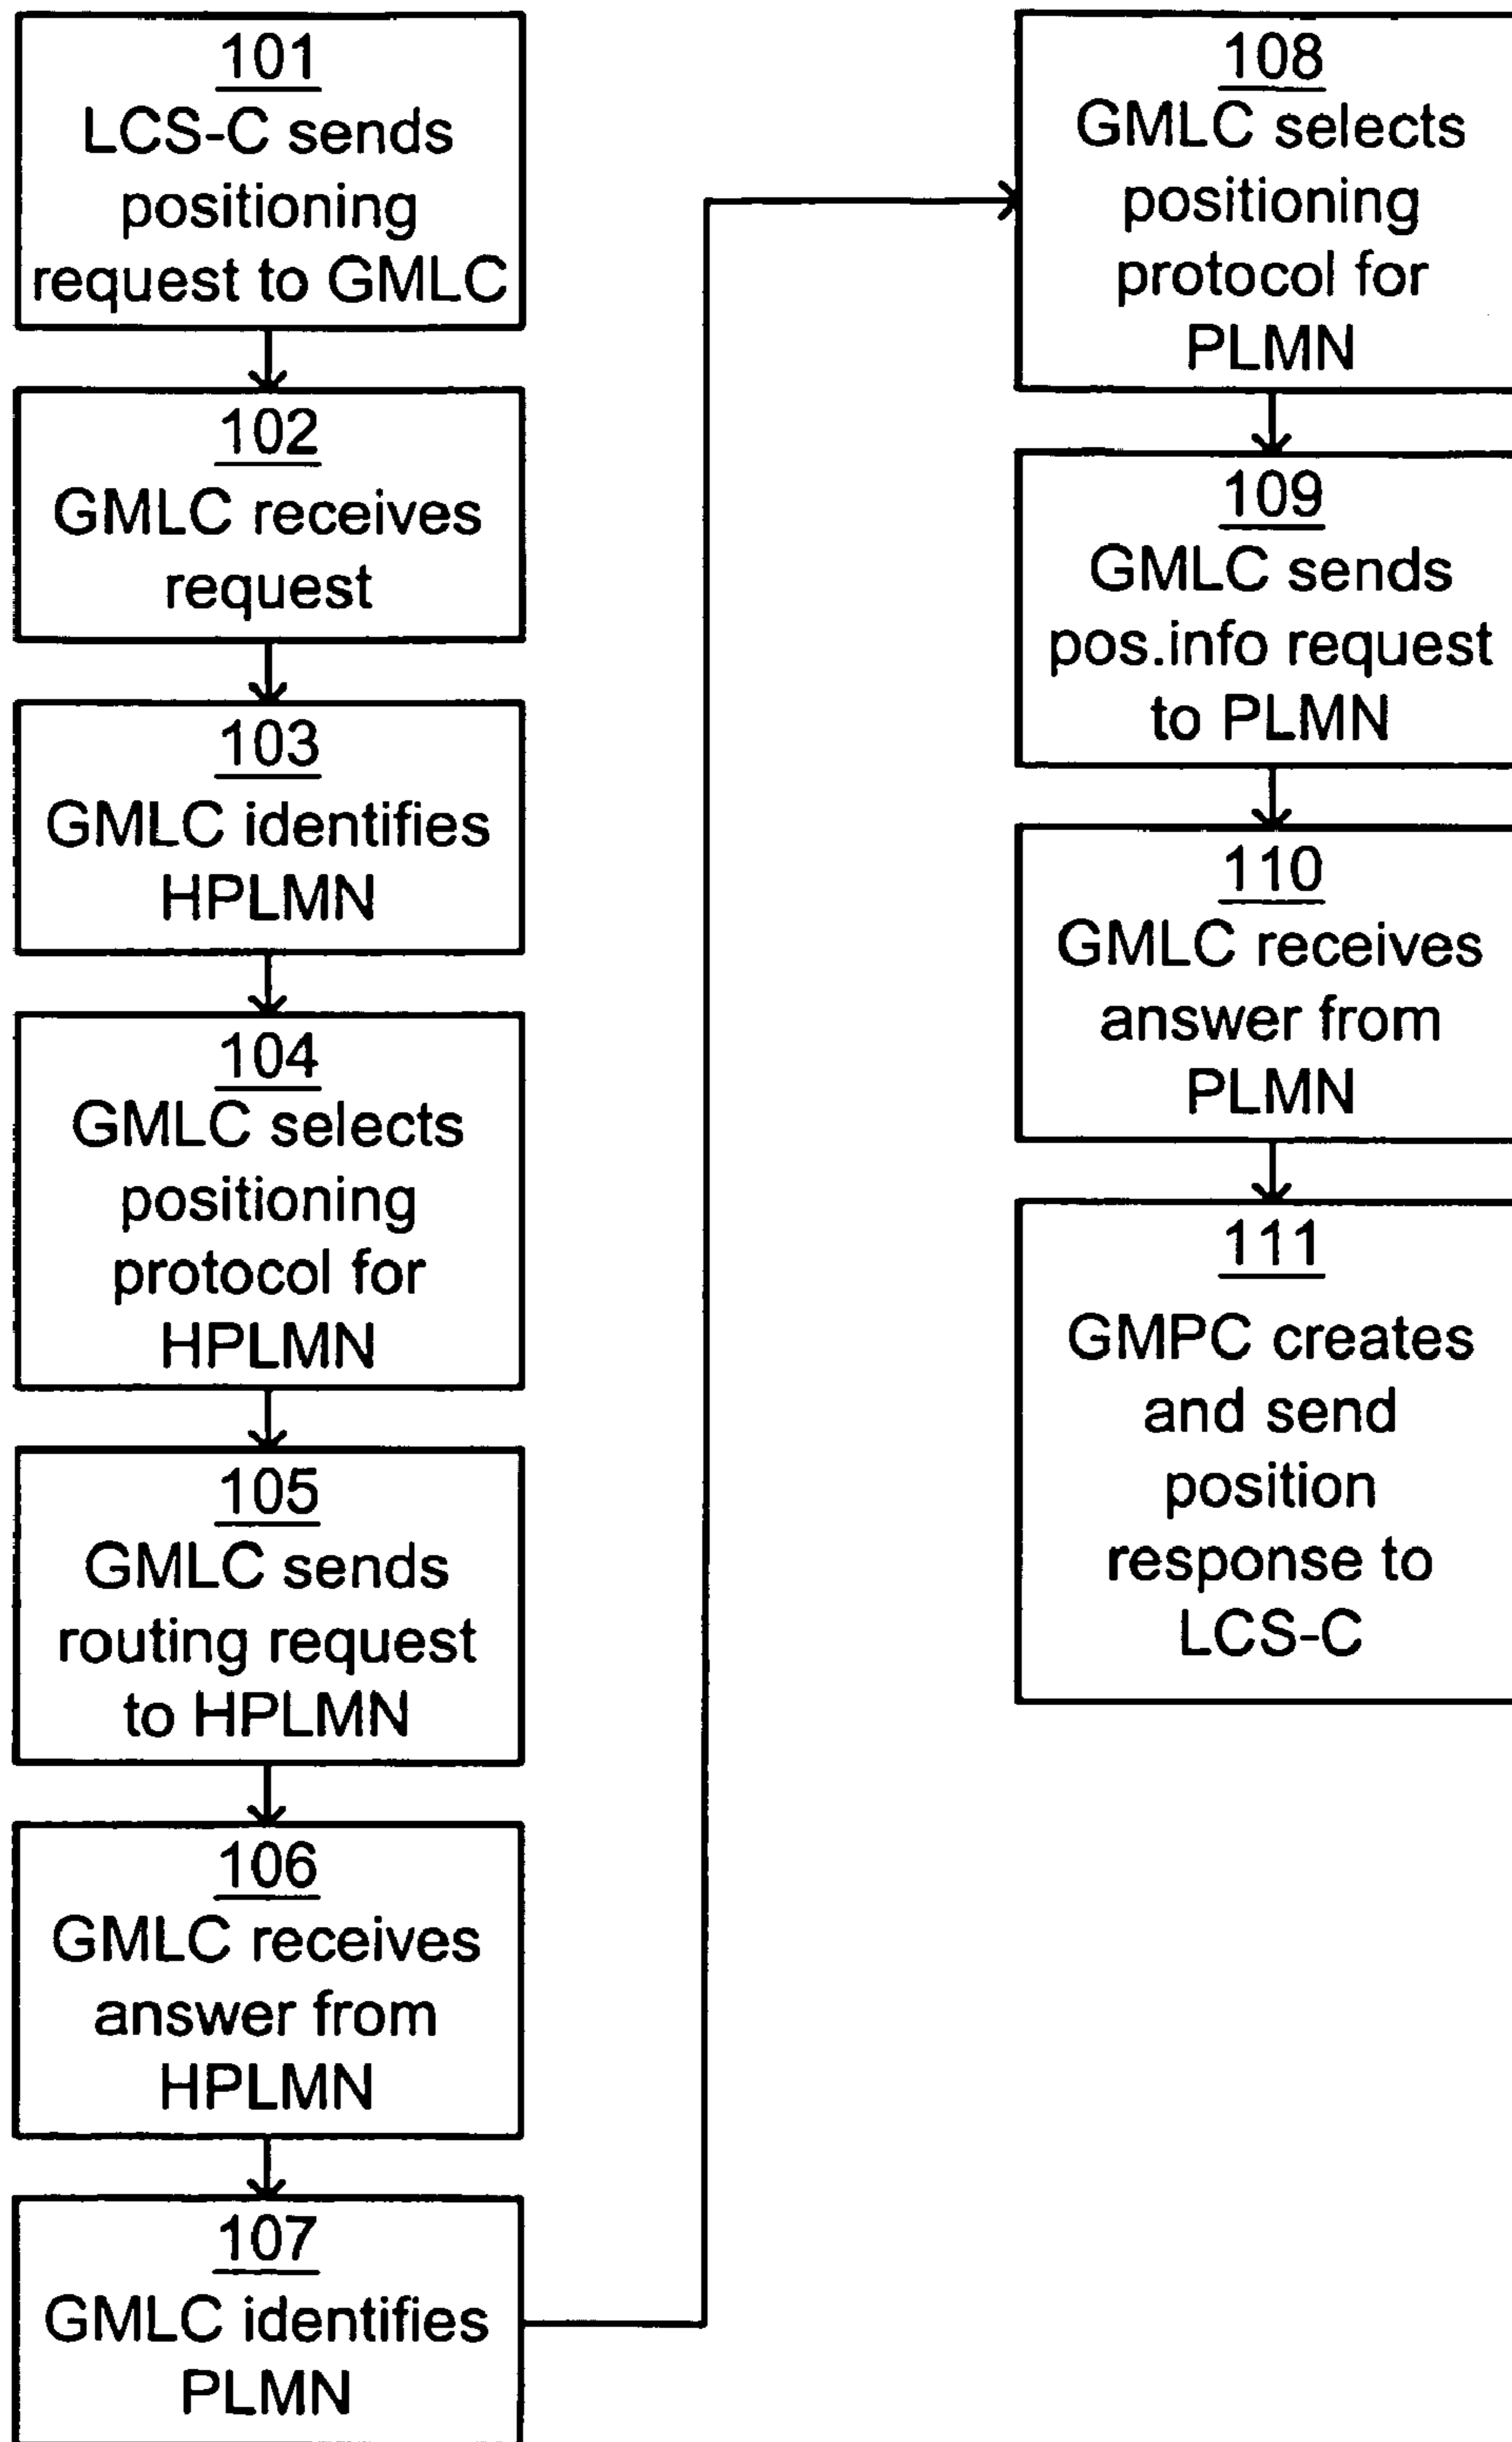 101
LCS-C sends
positioning
request to GMLC
102
GMLC receives
request
103
GMLC identifies
HPLMN
104
GMLC selects
positioning
protocol for
HPLMN
105
GMLC sends
routing request
to HPLMN
106
GMLC receives
answer from
HPLMN
107
GMLC identifies
PLMN
108
GMLC selects
positioning
protocol for
PLMN
109
GMLC sends
pos.info request
to PLMN
110
GMLC receives
answer from
PLMN
111
GMPC creates
and send
position
response to
LCS-C